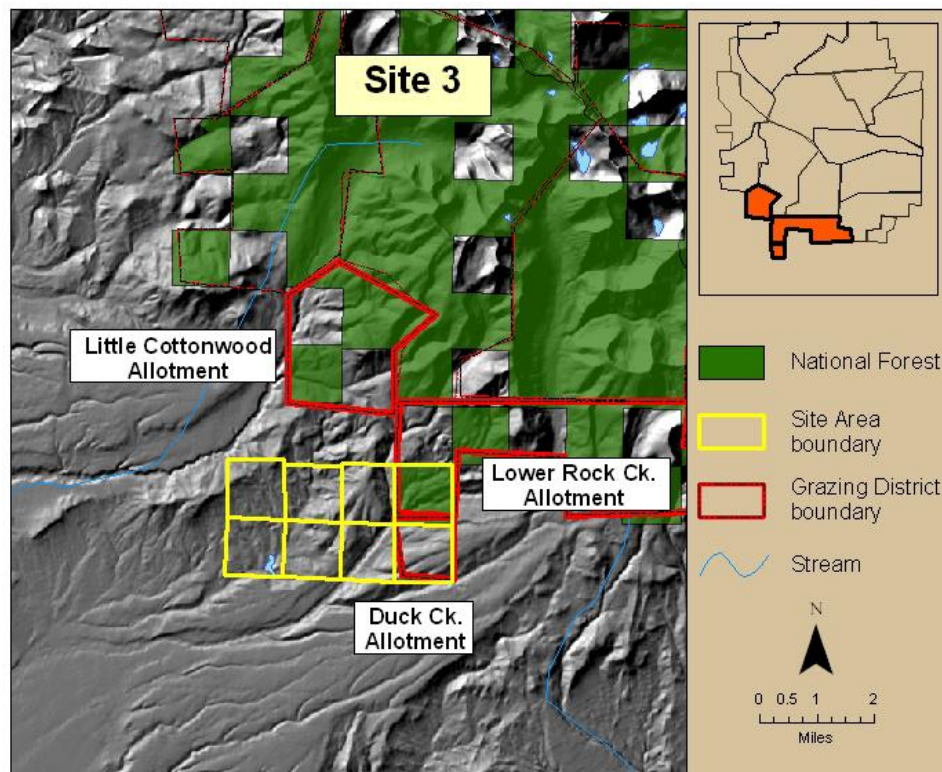 Site 3
Little Cottonwood
Allotment
Lower Rock Ck.
Allotment
Duck Ck.
Allotment
National Forest
Site Area
boundary
Grazing District
boundary
Stream
N
0 0.5 1 2
Miles